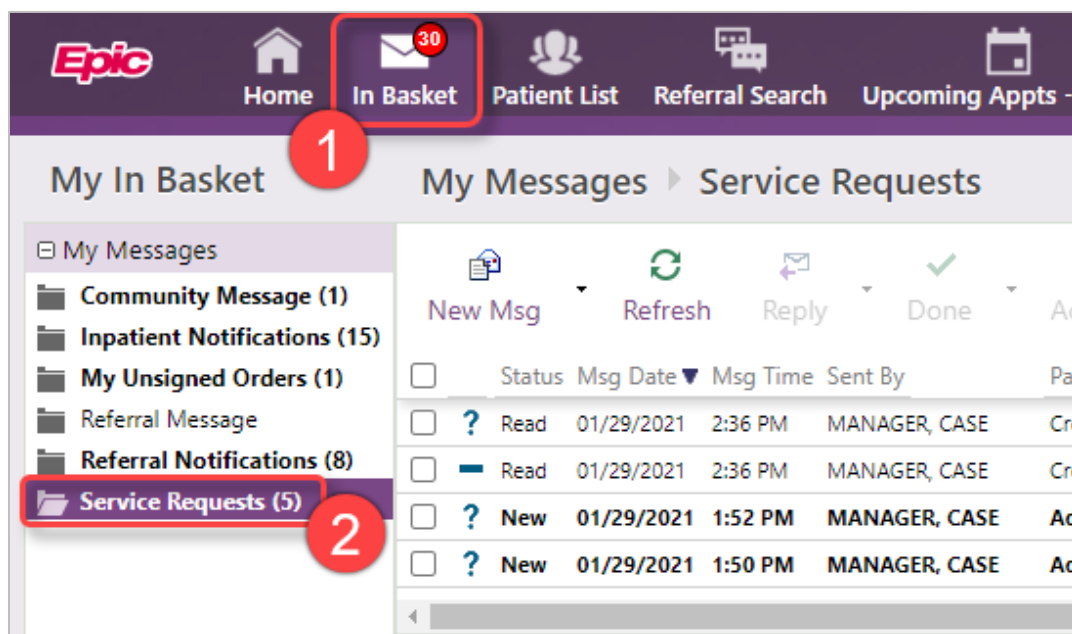 Epic
30
Home In Basket Patient List Referral Search Upcoming Appts
1
My In Basket
My Messages Service Requests
My Messages
Community Message (1)
Inpatient Notifications (15)
My Unsigned Orders (1)
Referral Message
Referral Notifications (8)
Service Requests (5)
2
New Msg Refresh Reply Done
Status Msg Date ▼ Msg Time Sent By
? Read 01/29/2021 2:36 PM MANAGER, CASE
Read 01/29/2021 2:36 PM MANAGER, CASE
? New 01/29/2021 1:52 PM MANAGER, CASE
? New 01/29/2021 1:50 PM MANAGER, CASE